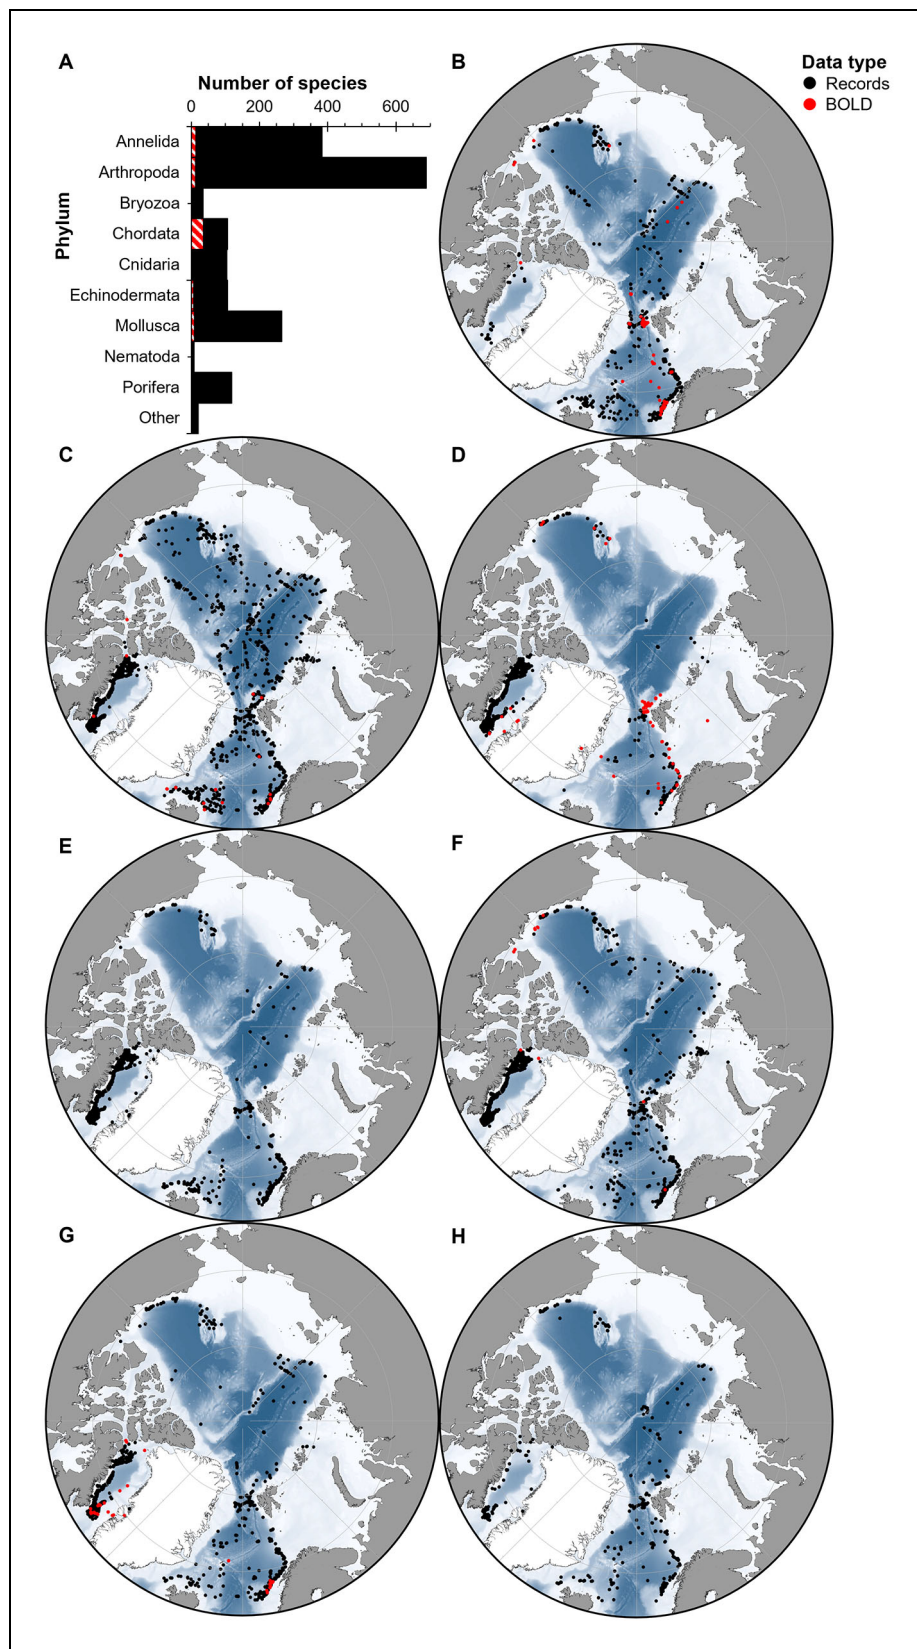 A
Number of species
0 200 400 600
Phylum
Annelida
Arthropoda
Bryozoa
Chordata
Cnidaria
Echinodermata
Mollusca
Nematoda
Porifera
Other
B
Data type
Records
BOLD
C
D
E
F
G
H